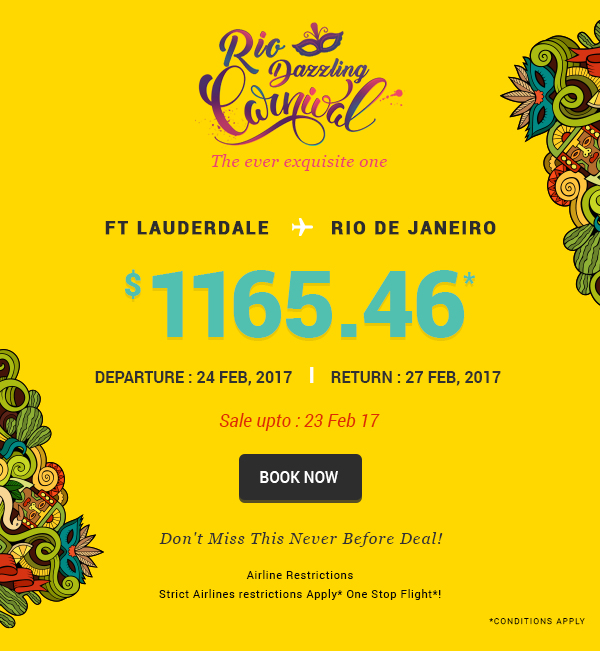 Rio
Dazzling
Carnival
The ever exquisite one
FT LAUDERDALE RIO DE JANEIRO
$1165.46*
DEPARTURE : 24 FEB, 2017 | RETURN : 27 FEB, 2017
Sale upto : 23 Feb 17
BOOK NOW
Don't Miss This Never Before Deal!
Airline Restrictions
Strict Airlines restrictions Apply* One Stop Flight*!
*CONDITIONS APPLY